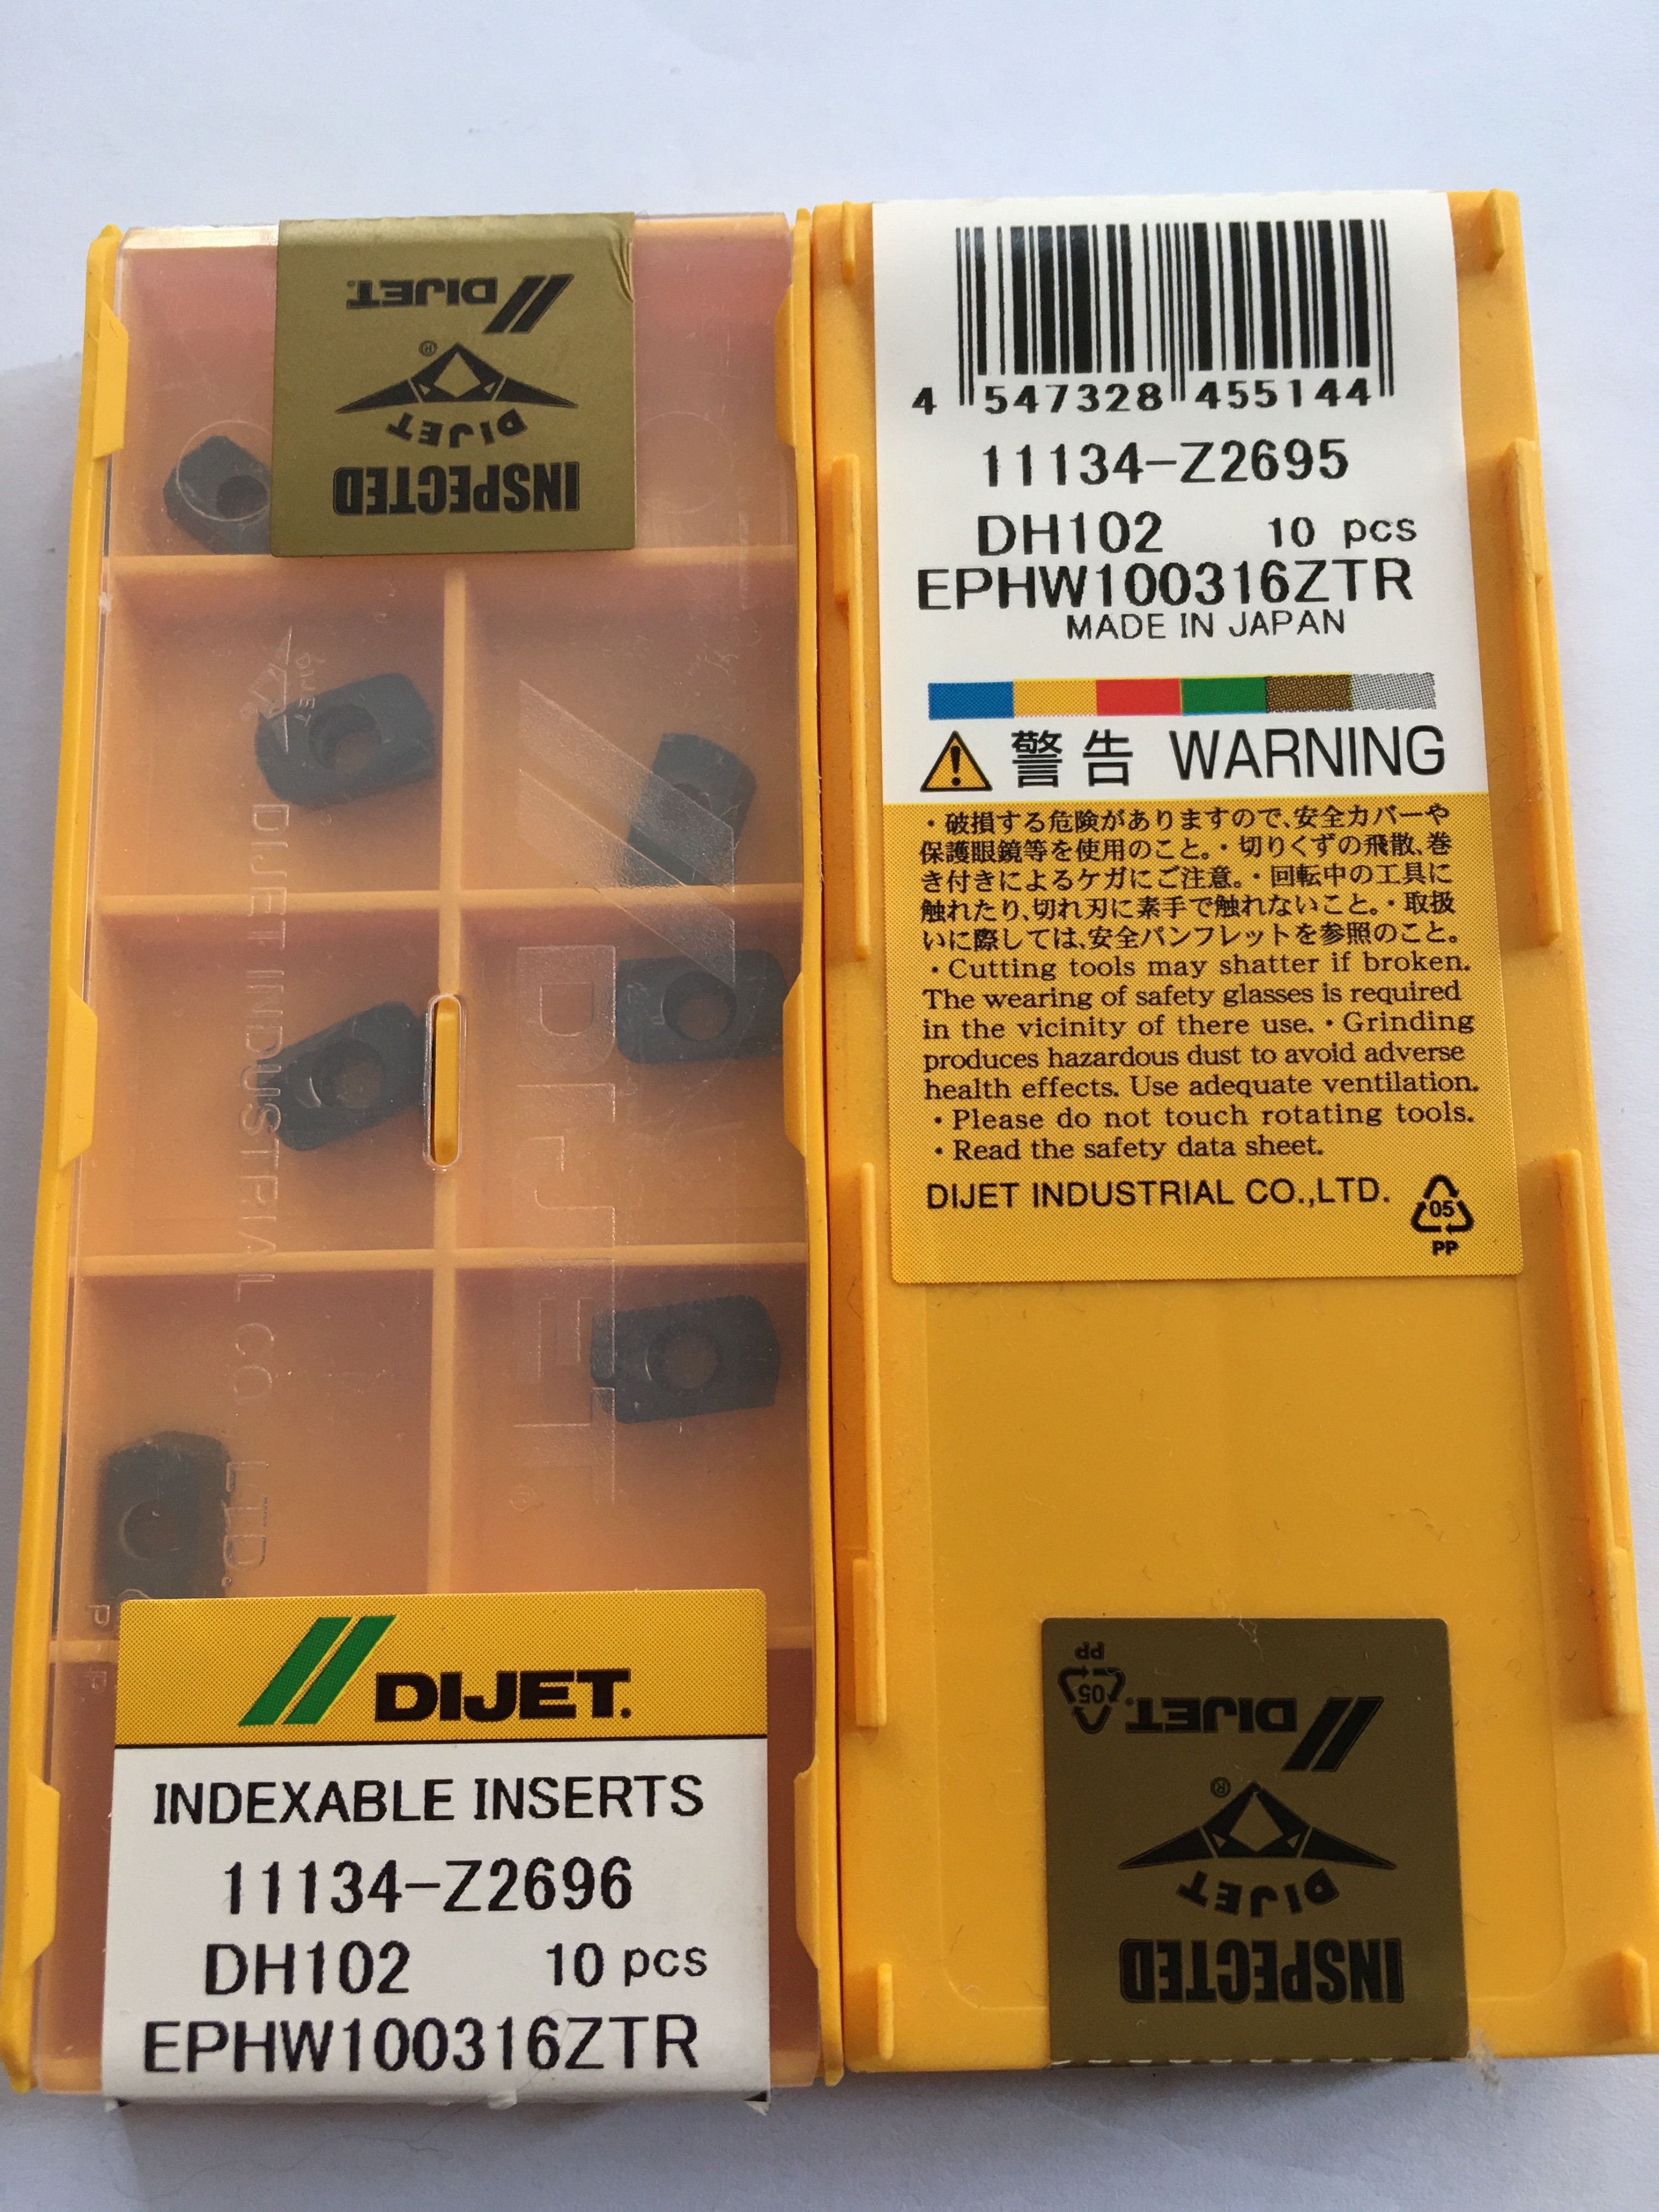 DIJET
DIJET
®
INSPECTED
DIJET
DIJET INDUSTRIAL CO., LTD.
DIJET
®
DIJET.
INDEXABLE INSERTS
11134-Z2696
DH102 10 pcs
EPHW100316ZTR
4 547328 455144
11134-Z2695
DH102 10 pcs
EPHW100316ZTR
MADE IN JAPAN
警告 WARNING
・破損する危険がありますので、安全カバーや
保護眼鏡等を使用のこと。・切りくずの飛散、巻
き付きによるケガにご注意。・回転中の工具に
触れたり、切れ刃に素手で触れないこと。・取扱
いに際しては、安全パンフレットを参照のこと。
・Cutting tools may shatter if broken.
The wearing of safety glasses is required
in the vicinity of there use.・Grinding
produces hazardous dust to avoid adverse
health effects. Use adequate ventilation.
・Please do not touch rotating tools.
・Read the safety data sheet.
DIJET INDUSTRIAL CO.,LTD.
05
PP
INSPECTED
DIJET
®
DIJET.
05
PP